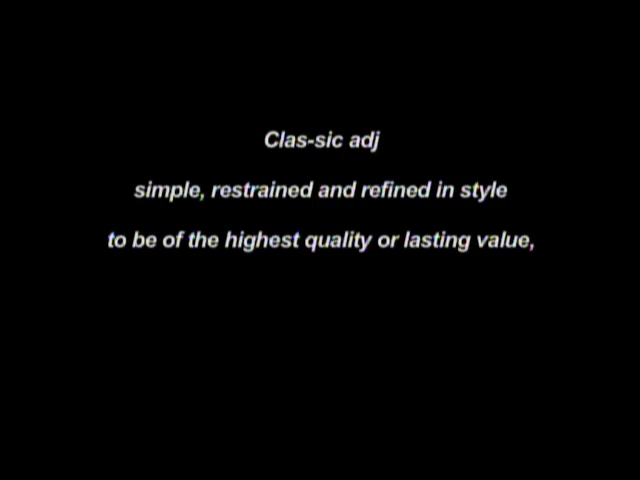 Clas-sic adj
simple, restrained and refined in style
to be of the highest quality or lasting value,